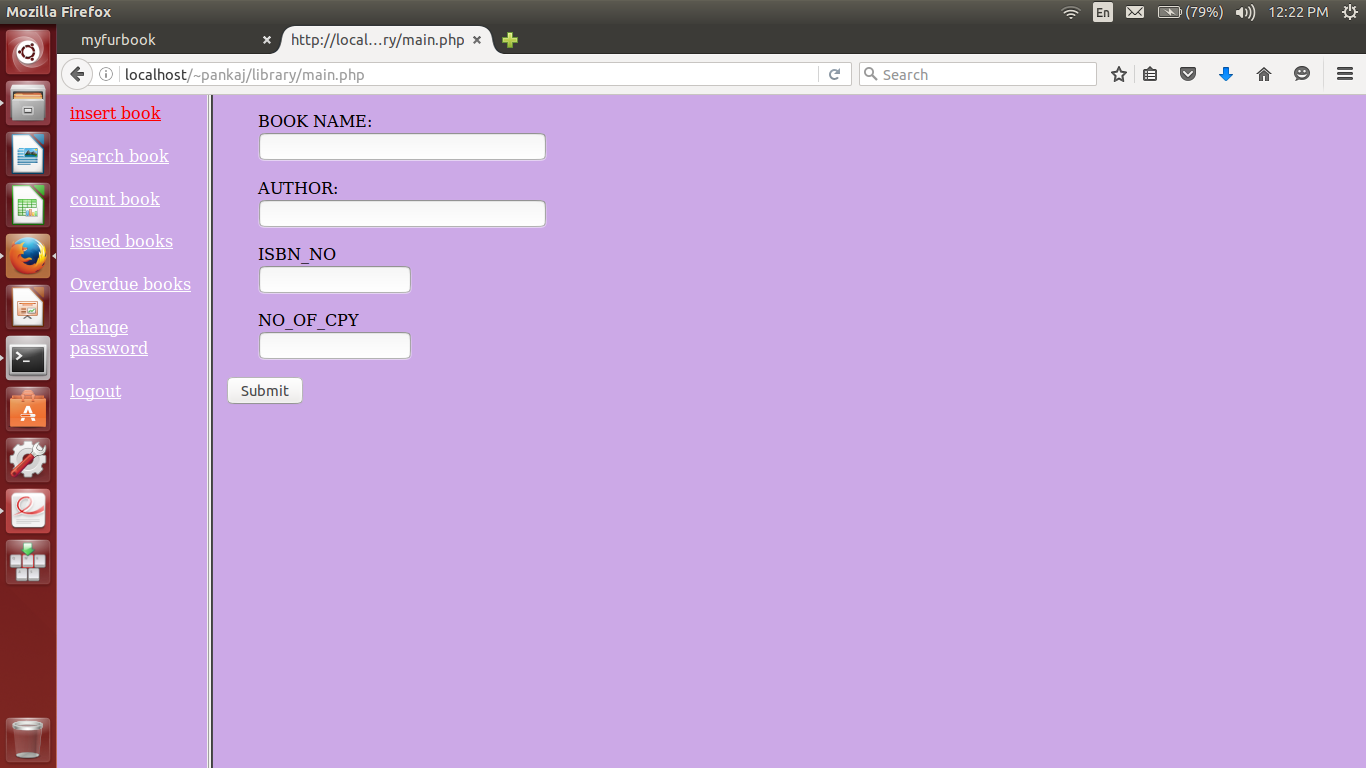 Mozilla Firefox
En
(79%)
12:22 PM
myfurbook
http://local...ry/main.php
localhost/~pankaj/library/main.php
Search
insert book
search book
count book
issued books
Overdue books
change
password
logout
BOOK NAME:
AUTHOR:
ISBN_NO
NO_OF_CPY
Submit